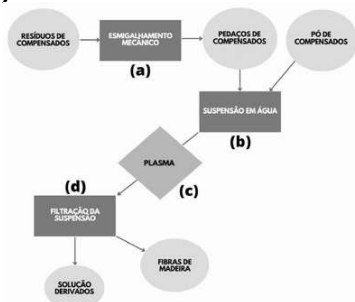 )
RESÍDUOS DE
COMPENSADOS
ESMIGALHAMENTO
MECÂNICO
(a)
PEDAÇOS DE
COMPENSADOS
PÓ DE
COMPENSADOS
SUSPENSÃO EM ÁGUA
(b)
PLASMA
(c)
(d)
FILTRAÇÃO DA
SUSPENSÃO
FIBRAS DE
MADEIRA
SOLUÇÃO
DERIVADOS